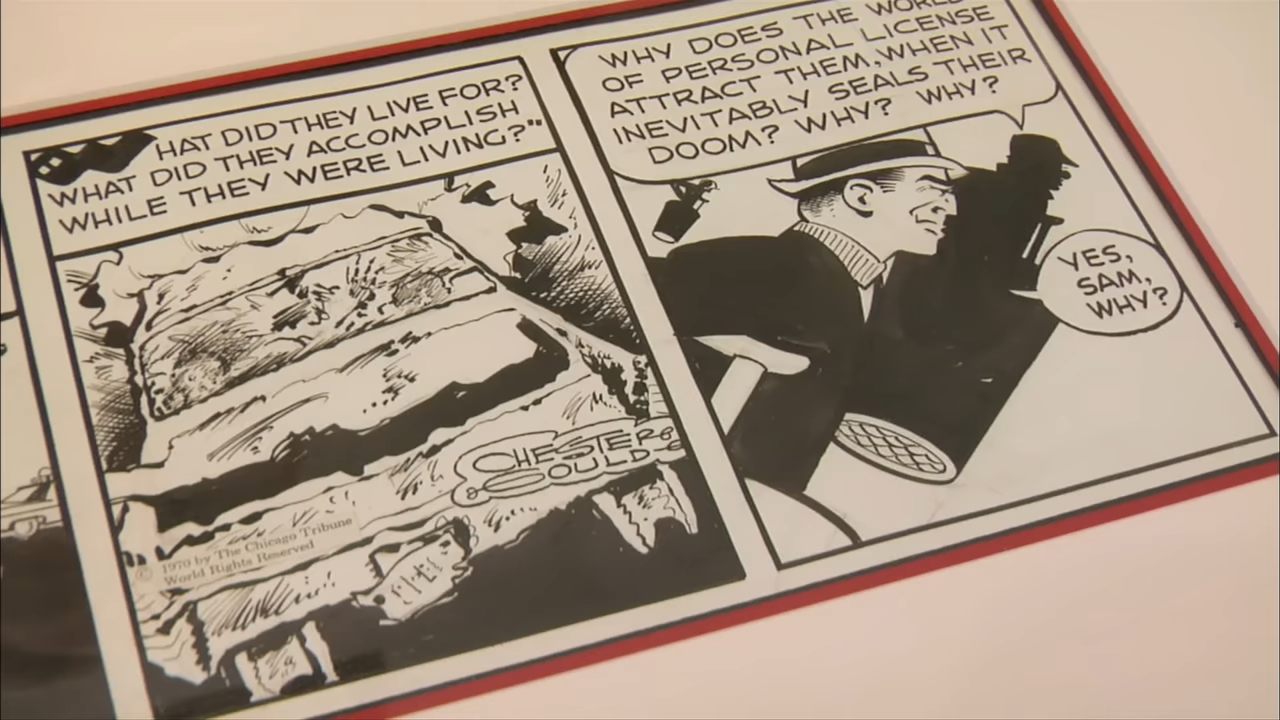 HAT DID THEY LIVE FOR?
WHAT DID THEY ACCOMPLISH
WHILE THEY WERE LIVING?"
CHESTER
GOULD
© 1970 by The Chicago Tribune
World Rights Reserved
WHY DOES THE WORLD
OF PERSONAL LICENSE
ATTRACT THEM, WHEN IT
INEVITABLY SEALS THEIR
DOOM? WHY? WHY?
YES,
SAM,
WHY?